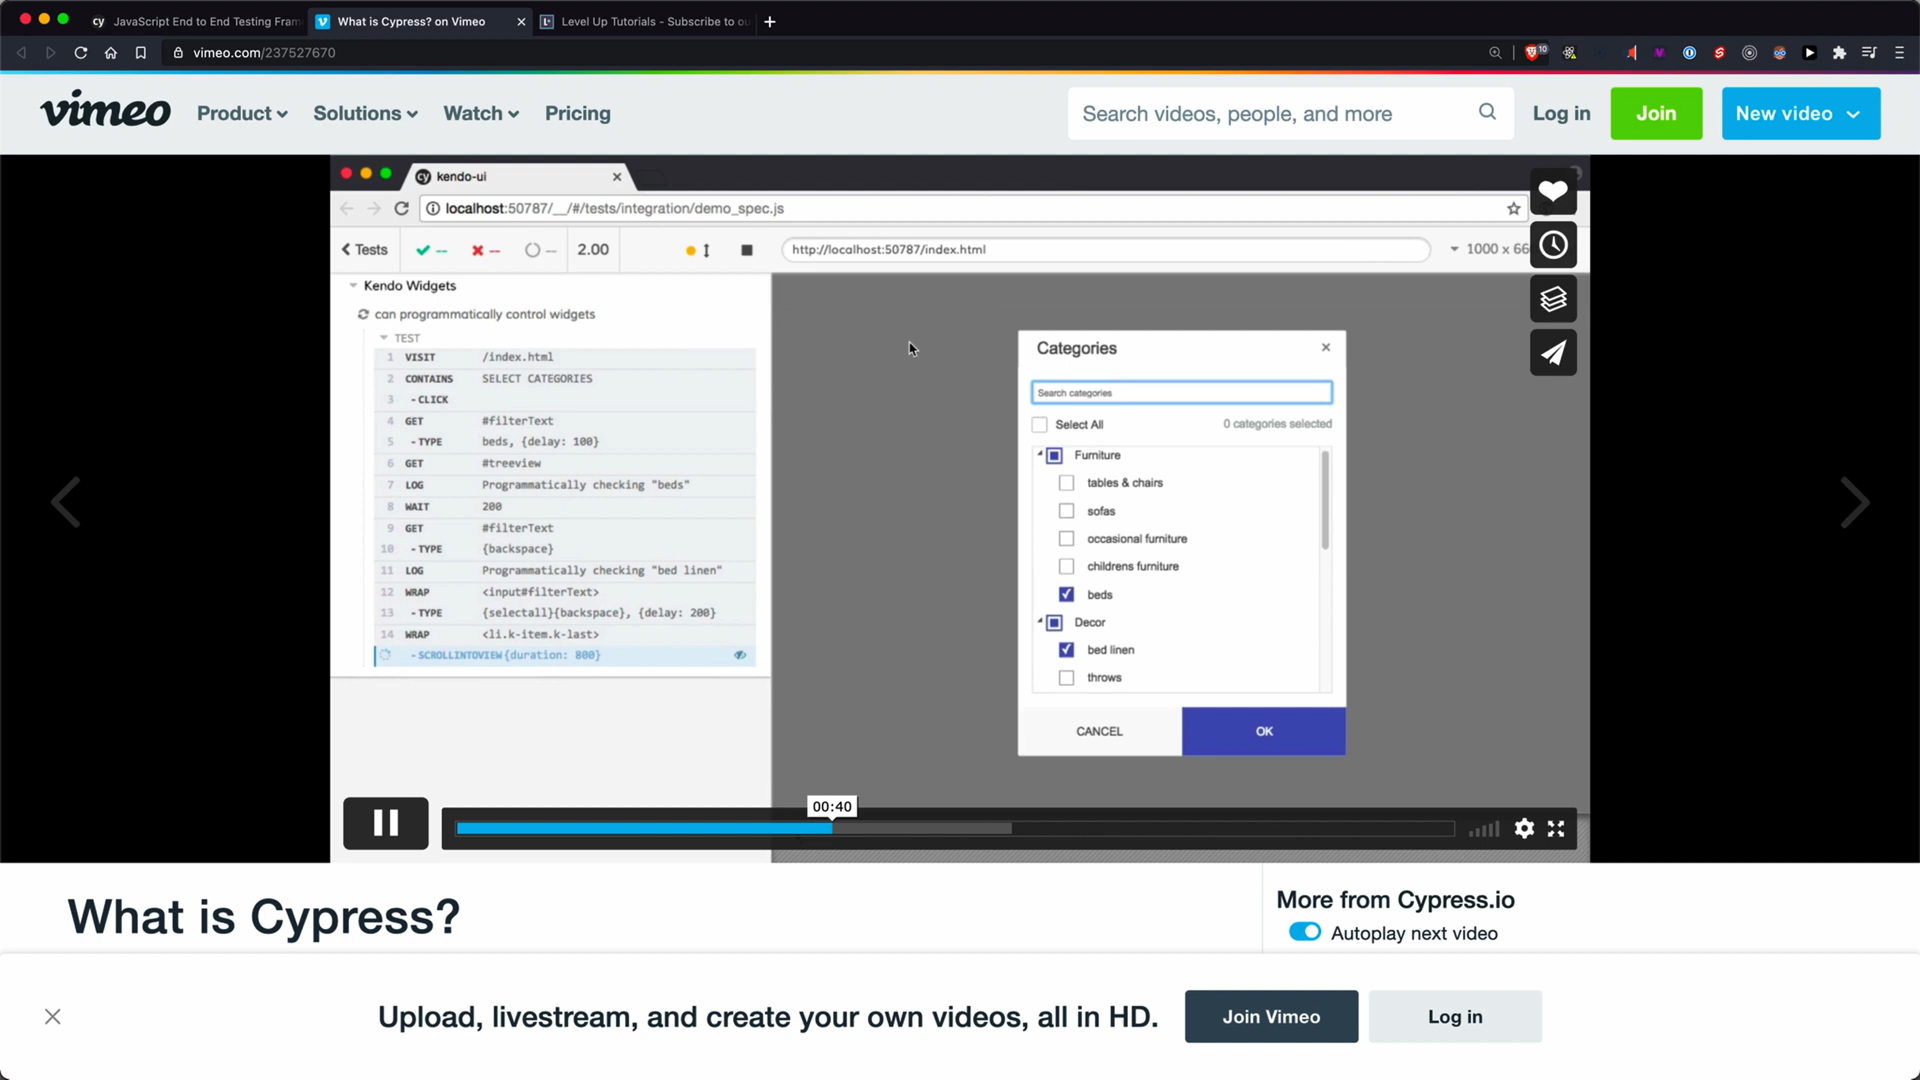 JavaScript End to End Testing Fram
What is Cypress? on Vimeo
Level Up Tutorials - Subscribe to ou
vimeo.com/237527670
10
vimeo
Product
Solutions
Watch
Pricing
Search videos, people, and more
Log in
Join
New video
kendo-ui
localhost:50787/__/#/tests/integration/demo_spec.js
Tests
--
--
--
2.00
http://localhost:50787/index.html
1000 x 66
Kendo Widgets
can programmatically control widgets
TEST
1 VISIT /index.html
2 CONTAINS SELECT CATEGORIES
3 - CLICK
4 GET #filterText
5 - TYPE beds, {delay: 100}
6 GET #treeview
7 LOG Programmatically checking "beds"
8 WAIT 200
9 GET #filterText
10 - TYPE {backspace}
11 LOG Programmatically checking "bed linen"
12 WRAP <input#filterText>
13 - TYPE {selectall}{backspace}, {delay: 200}
14 WRAP <li.k-item.k-last>
- SCROLLINTOVIEW {duration: 800}
Categories
Search categories
Select All
0 categories selected
Furniture
tables & chairs
sofas
occasional furniture
childrens furniture
beds
Decor
bed linen
throws
CANCEL
OK
00:40
What is Cypress?
More from Cypress.io
Autoplay next video
Upload, livestream, and create your own videos, all in HD.
Join Vimeo
Log in